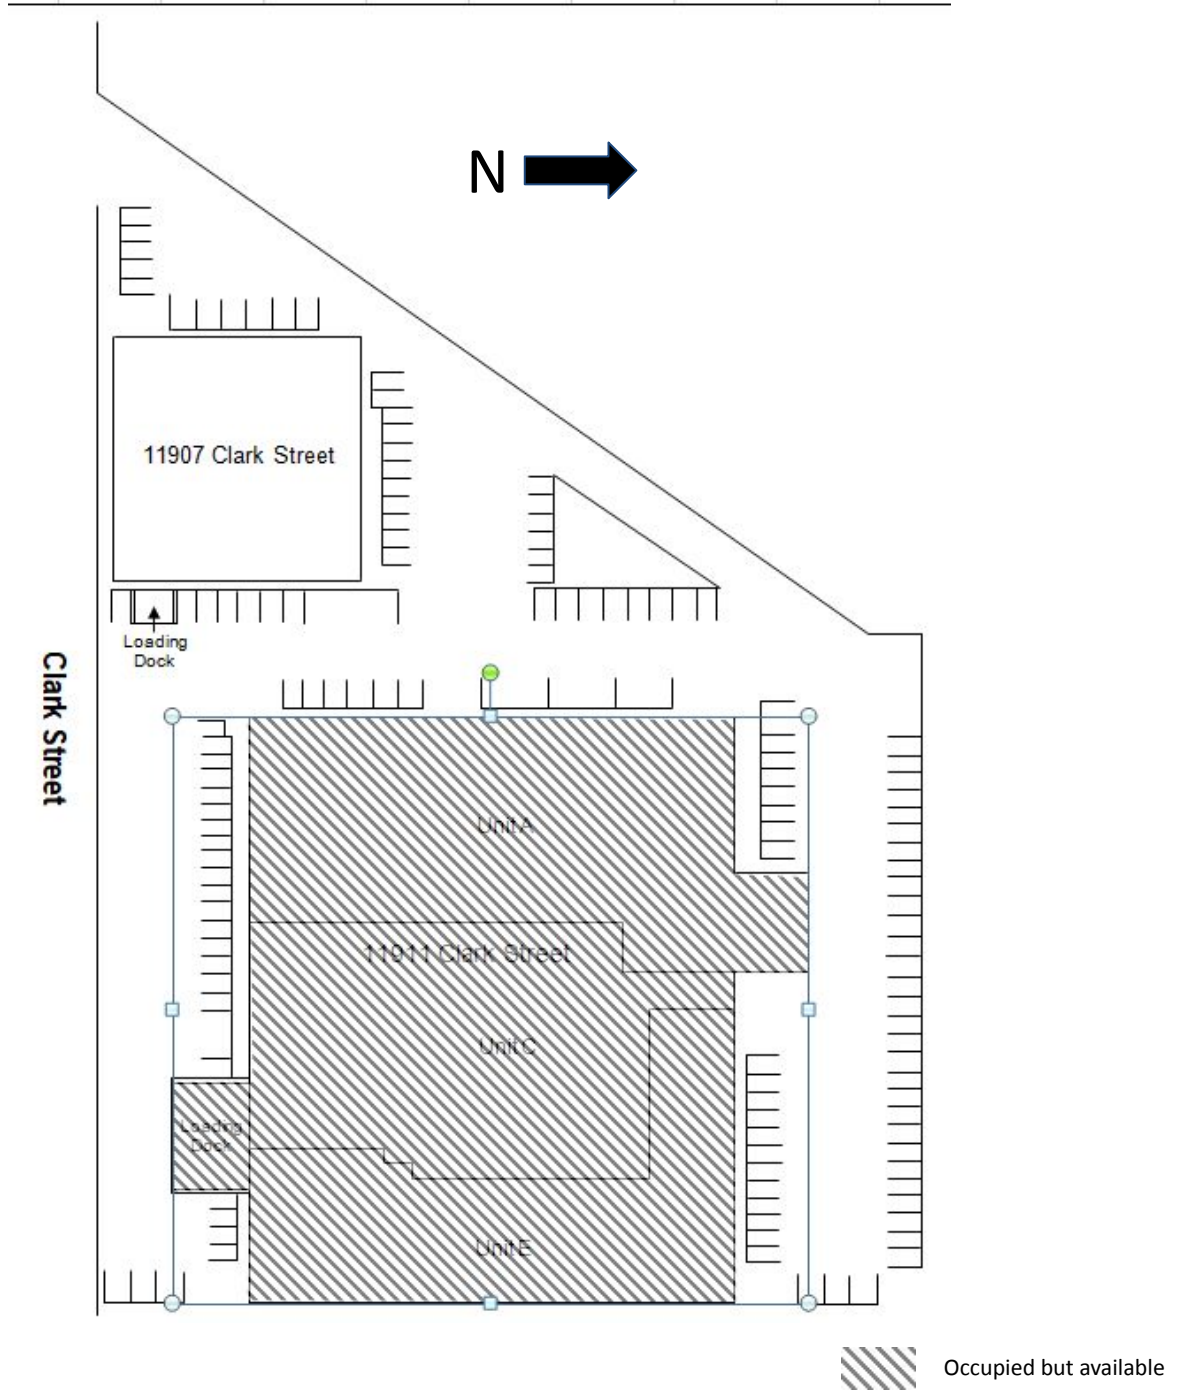 N
11907 Clark Street
Loading
Dock
Clark Street
Unit A
11911 Clark Street
Unit C
Loading
Dock
Unit E
Occupied but available